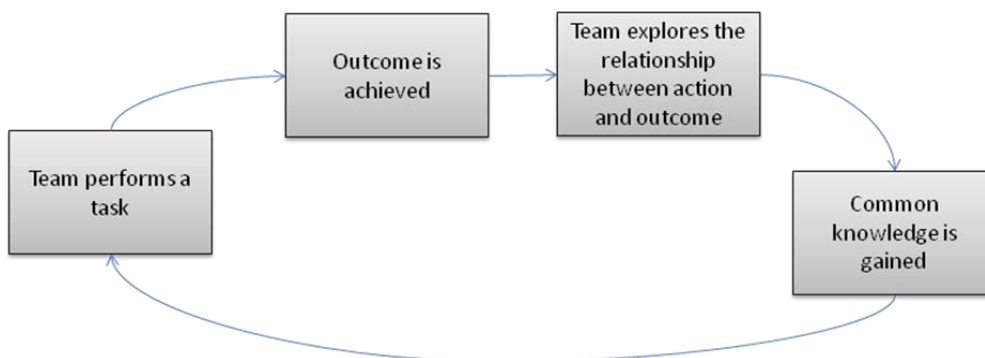 Team performs a
task
Outcome is
achieved
Team explores the
relationship
between action
and outcome
Common
knowledge is
gained